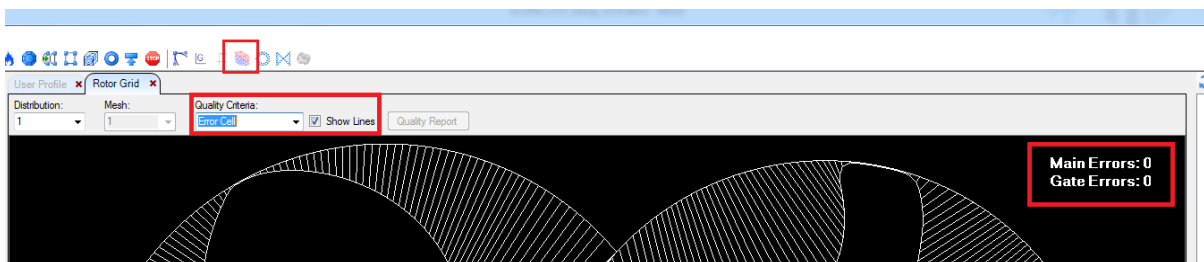 STOP
User Profile
Rotor Grid
Distribution:
Mesh:
Quality Criteria:
1
1
Error Cell
Show Lines
Quality Report
Main Errors: 0
Gate Errors: 0